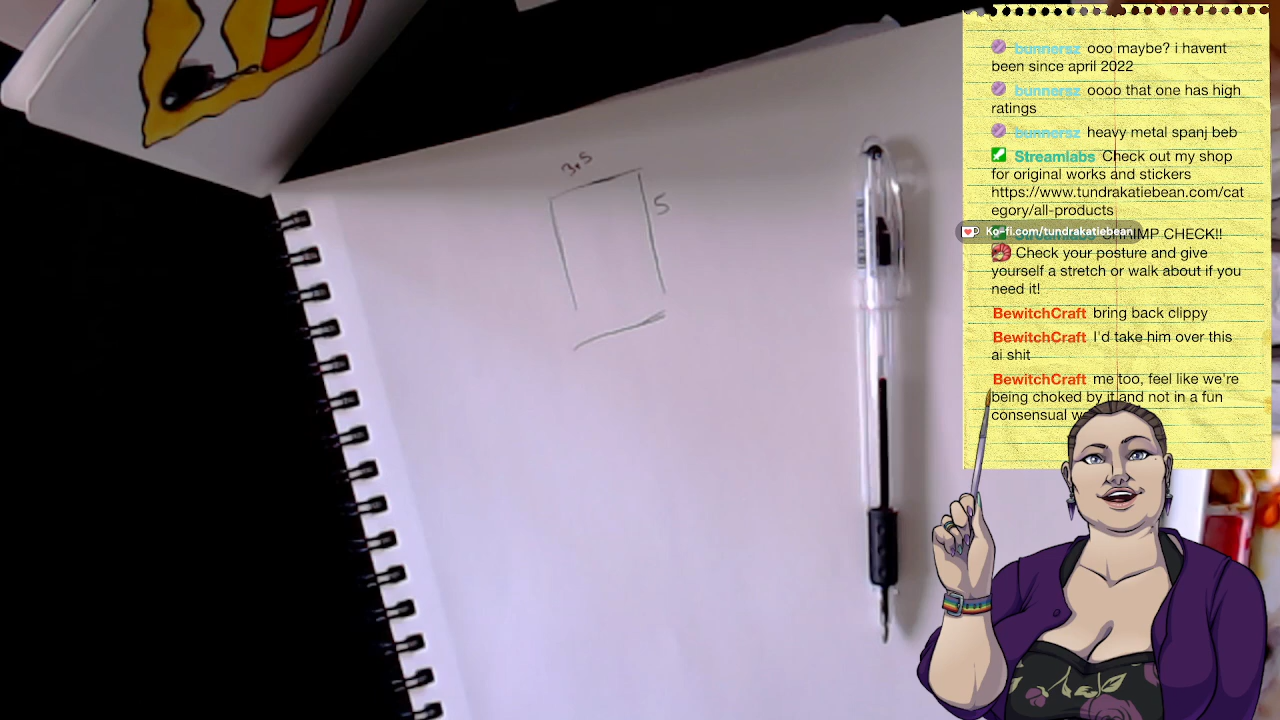 bunnersz ooo maybe? i havent
been since april 2022
bunnersz oooo that one has high
ratings
bunnersz heavy metal spanj beb
Streamlabs Check out my shop
for original works and stickers
https://www.tundrakatiebean.com/cat
egory/all-products
Ko-fi.com/tundrakatiebean
Streamlabs SHRIMP CHECK!!
Check your posture and give
yourself a stretch or walk about if you
need it!
BewitchCraft bring back clippy
BewitchCraft I'd take him over this
ai shit
BewitchCraft me too, feel like we're
being choked by it and not in a fun
consensual
3.5
5